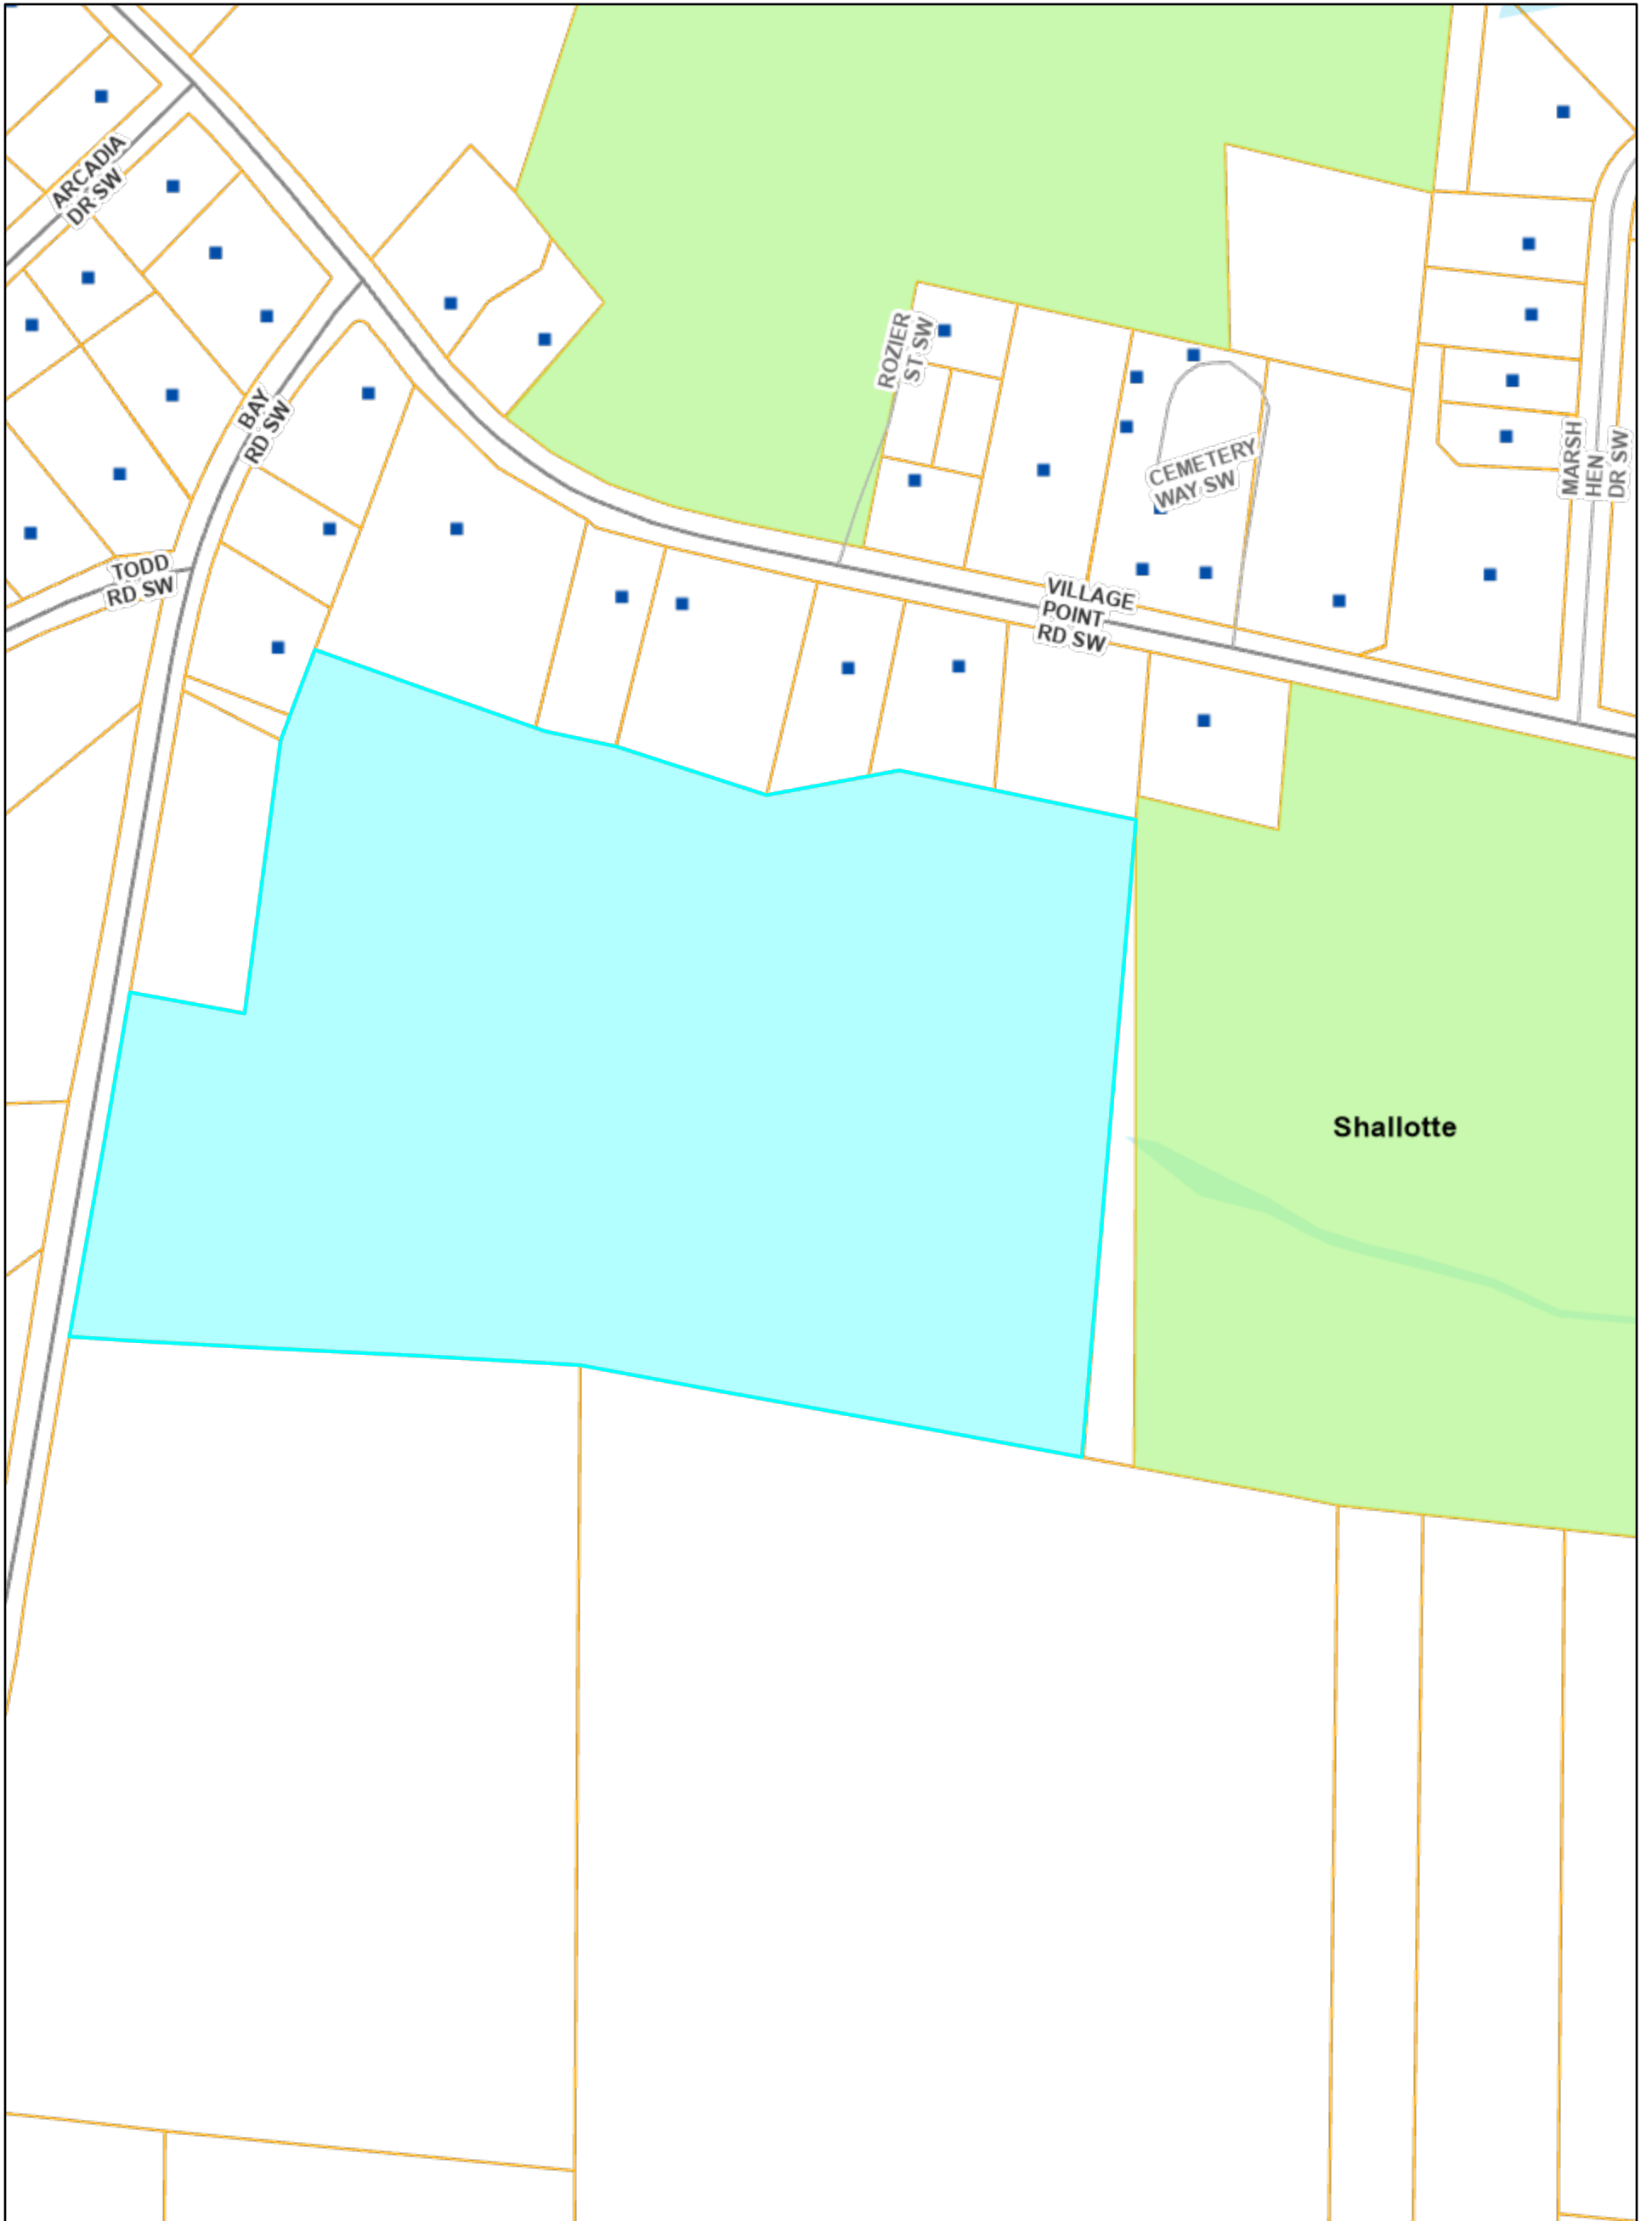 ARCADIA
DR SW
ROZIER
ST SW
BAY
RD SW
CEMETERY
WAY SW
MARSH
HEN
DR SW
TODD
RD SW
VILLAGE
POINT
RD SW
Shallotte